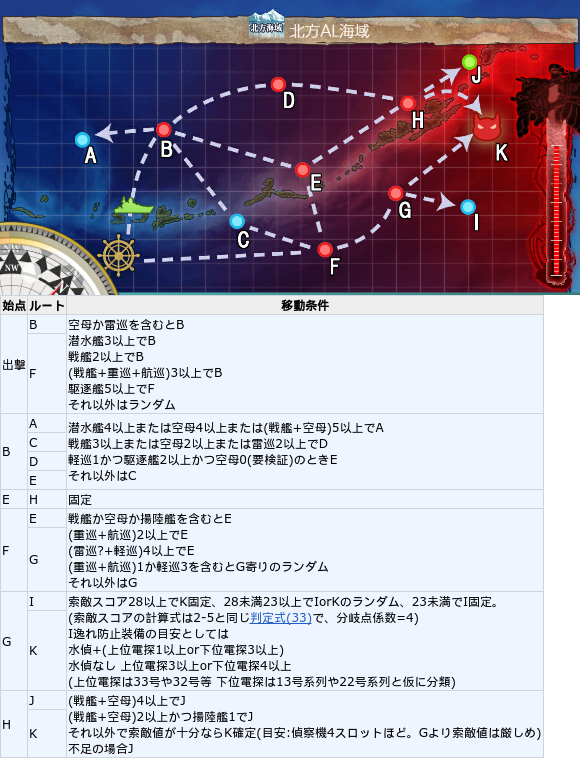 北方海域
北方AL海域
J
D
H
A
B
K
E
G
I
C
F
NW
始点 ルート 移動条件
出撃
B 空母か雷巡を含むとB
F
潜水艦3以上でB
戦艦2以上でB
(戦艦+重巡+航巡)3以上でB
駆逐艦5以上でF
それ以外はランダム
B
A
C
D
E
潜水艦4以上または空母4以上または(戦艦+空母)5以上でA
戦艦3以上または空母2以上または雷巡2以上でD
軽巡1かつ駆逐艦2以上かつ空母0(要検証)のときE
それ以外はC
E H 固定
F
E
G
戦艦か空母か揚陸艦を含むとE
(重巡+航巡)2以上でE
(雷巡?+軽巡)4以上でE
(重巡+航巡)1か軽巡3を含むとG寄りのランダム
それ以外はG
G
I
K
索敵スコア28以上でK固定、28未満23以上でIorKのランダム、23未満でI固定。
(索敵スコアの計算式は2-5と同じ判定式(33)で、分岐点係数=4)
I逸れ防止装備の目安としては
水偵+(上位電探1以上or下位電探3以上)
水偵なし 上位電探3以上or下位電探4以上
(上位電探は33号や32号等 下位電探は13号系列や22号系列と仮に分類)
H
J
K
(戦艦+空母)4以上でJ
(戦艦+空母)2以上かつ揚陸艦1でJ
それ以外で索敵値が十分ならK確定(目安:偵察機4スロットほど。Gより索敵値は厳しめ)
不足の場合J